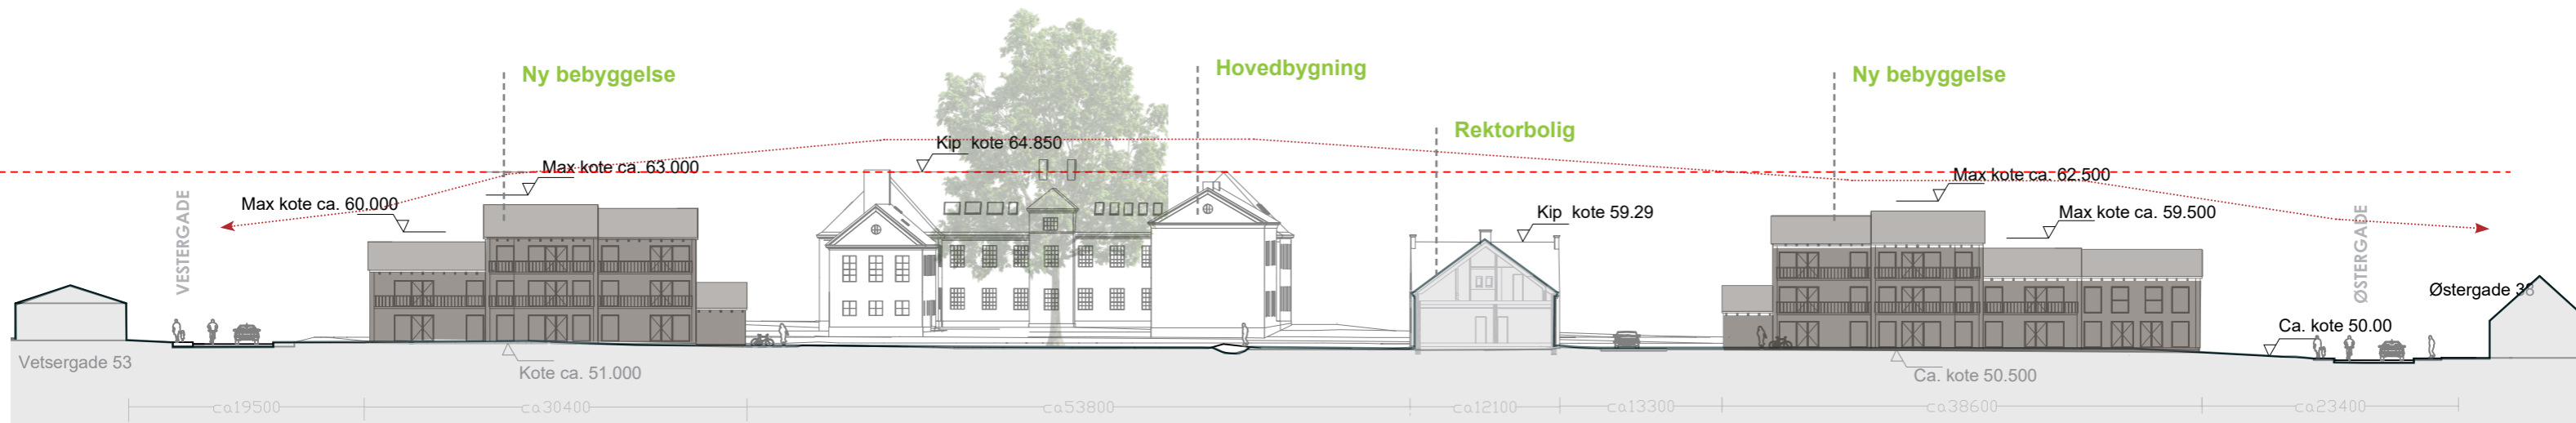 Ny bebyggelse
Hovedbygning
Ny bebyggelse
Rektorbolig
Kip kote 64.850
Max kote ca. 63.000
Max kote ca. 62.500
Max kote ca. 60.000
Kip kote 59.29
Max kote ca. 59.500
VESTERGADE
ØSTERGADE
Østergade 38
Ca. kote 50.00
Vetsergade 53
Kote ca. 51.000
Ca. kote 50.500
ca19500
ca30400
ca53800
ca12100
ca13300
ca38600
ca23400